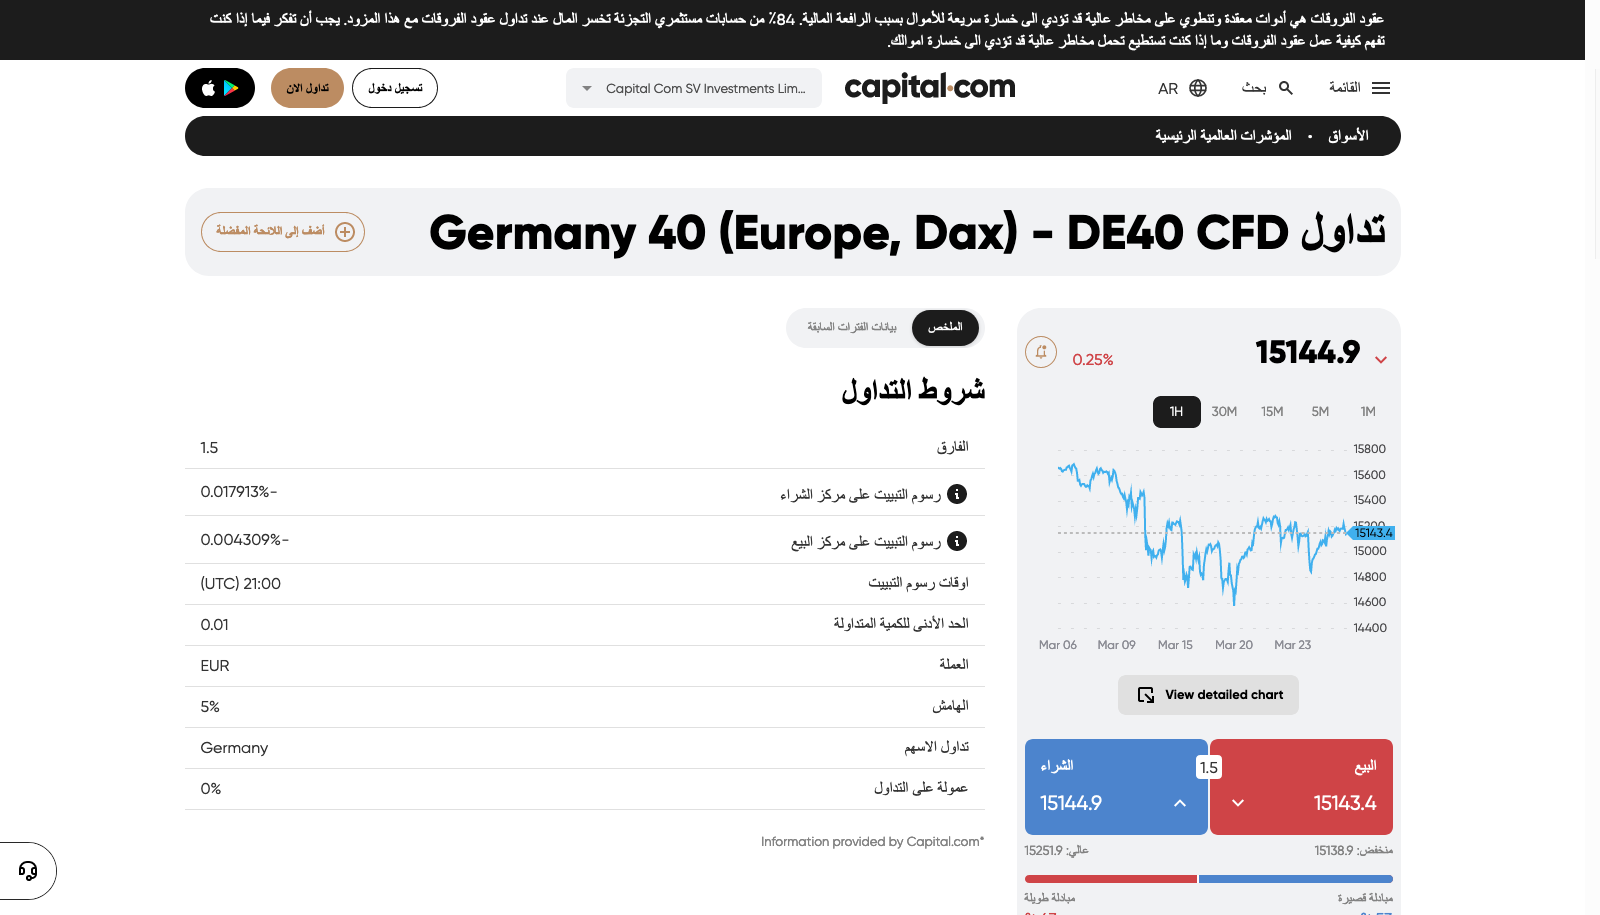 عقود الفروقات هي أدوات معقدة وتنطوي على مخاطر عالية قد تؤدي الى خسارة سريعة للأموال بسبب الرافعة المالية. 84٪ من حسابات مستثمري التجزئة تخسر المال عند تداول عقود الفروقات مع هذا المزود. يجب أن تفكر فيما إذا كنت
تفهم كيفية عمل عقود الفروقات وما إذا كنت تستطيع تحمل مخاطر عالية قد تؤدي الى خسارة اموالك.
القائمة
بحث
AR
capital.com
Capital Com SV Investments Lim...
تسجيل دخول
تداول الان
الأسواق • المؤشرات العالمية الرئيسية
تداول Germany 40 (Europe, Dax) - DE40 CFD
أضف إلى اللائحة المفضلة
15144.9
0.25%
1H 30M 15M 5M 1M
15800
15600
15400
15200
15143.4
15000
14800
14600
14400
Mar 06 Mar 09 Mar 15 Mar 20 Mar 23
View detailed chart
البيع
15143.4
1.5
الشراء
15144.9
منخفض: 15138.9
عالي: 15251.9
مبادلة قصيرة
مبادلة طويلة
الملخص
بيانات الفترات السابقة
شروط التداول
الفارق 1.5
رسوم التبييت على مركز الشراء 0.017913%-
رسوم التبييت على مركز البيع 0.004309%-
اوقات رسوم التبييت 21:00 (UTC)
الحد الأدنى للكمية المتداولة 0.01
العملة EUR
الهامش 5%
تداول الاسهم Germany
عمولة على التداول 0%
Information provided by Capital.com*